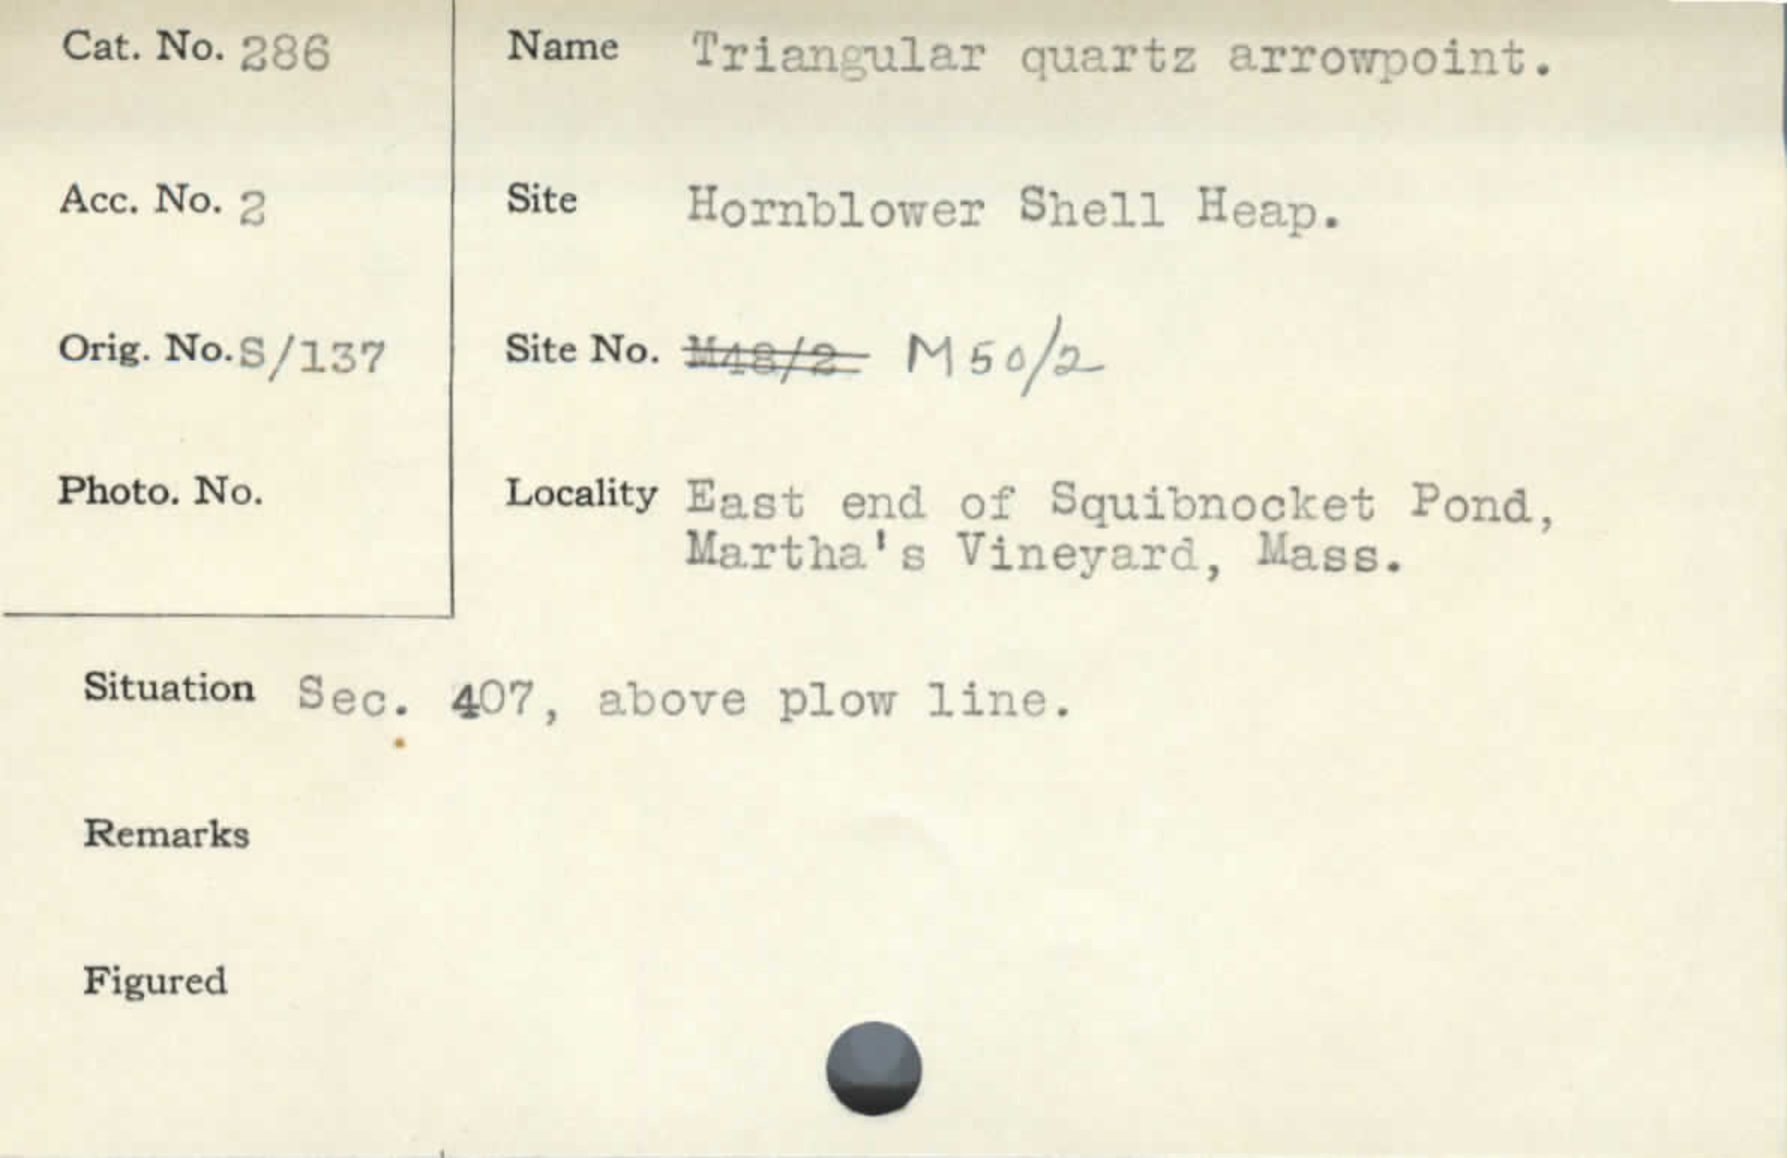 Cat. No. 286
Name Triangular quartz arrowpoint.
Acc. No. 2
Site Hornblower Shell Heap.
Orig. No. S/137
Site No. M48/2 M50/2
Photo. No.
Locality East end of Squibnocket Pond,
Martha's Vineyard, Mass.
Situation Sec. 407, above plow line.
Remarks
Figured